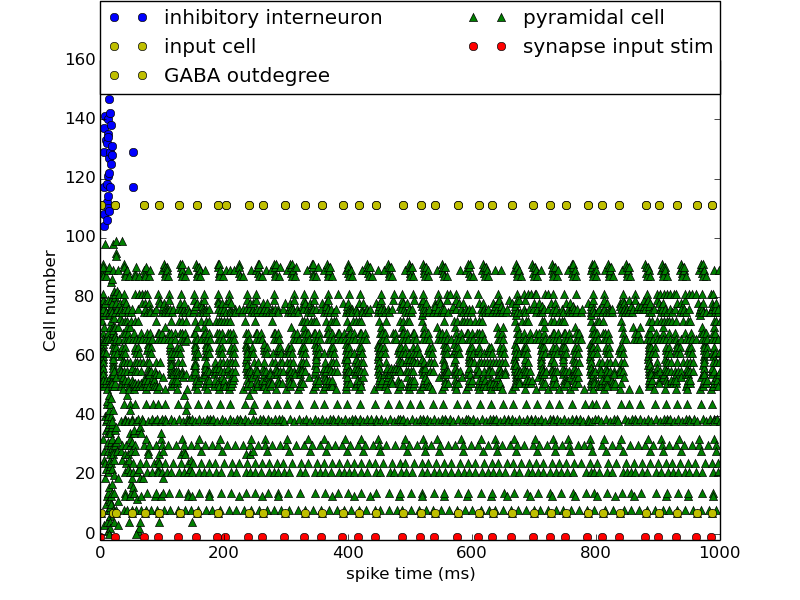 inhibitory interneuron
pyramidal cell
input cell
synapse input stim
GABA outdegree
160
140
120
100
80
60
40
20
0
Cell number
0 200 400 600 800 1000
spike time (ms)